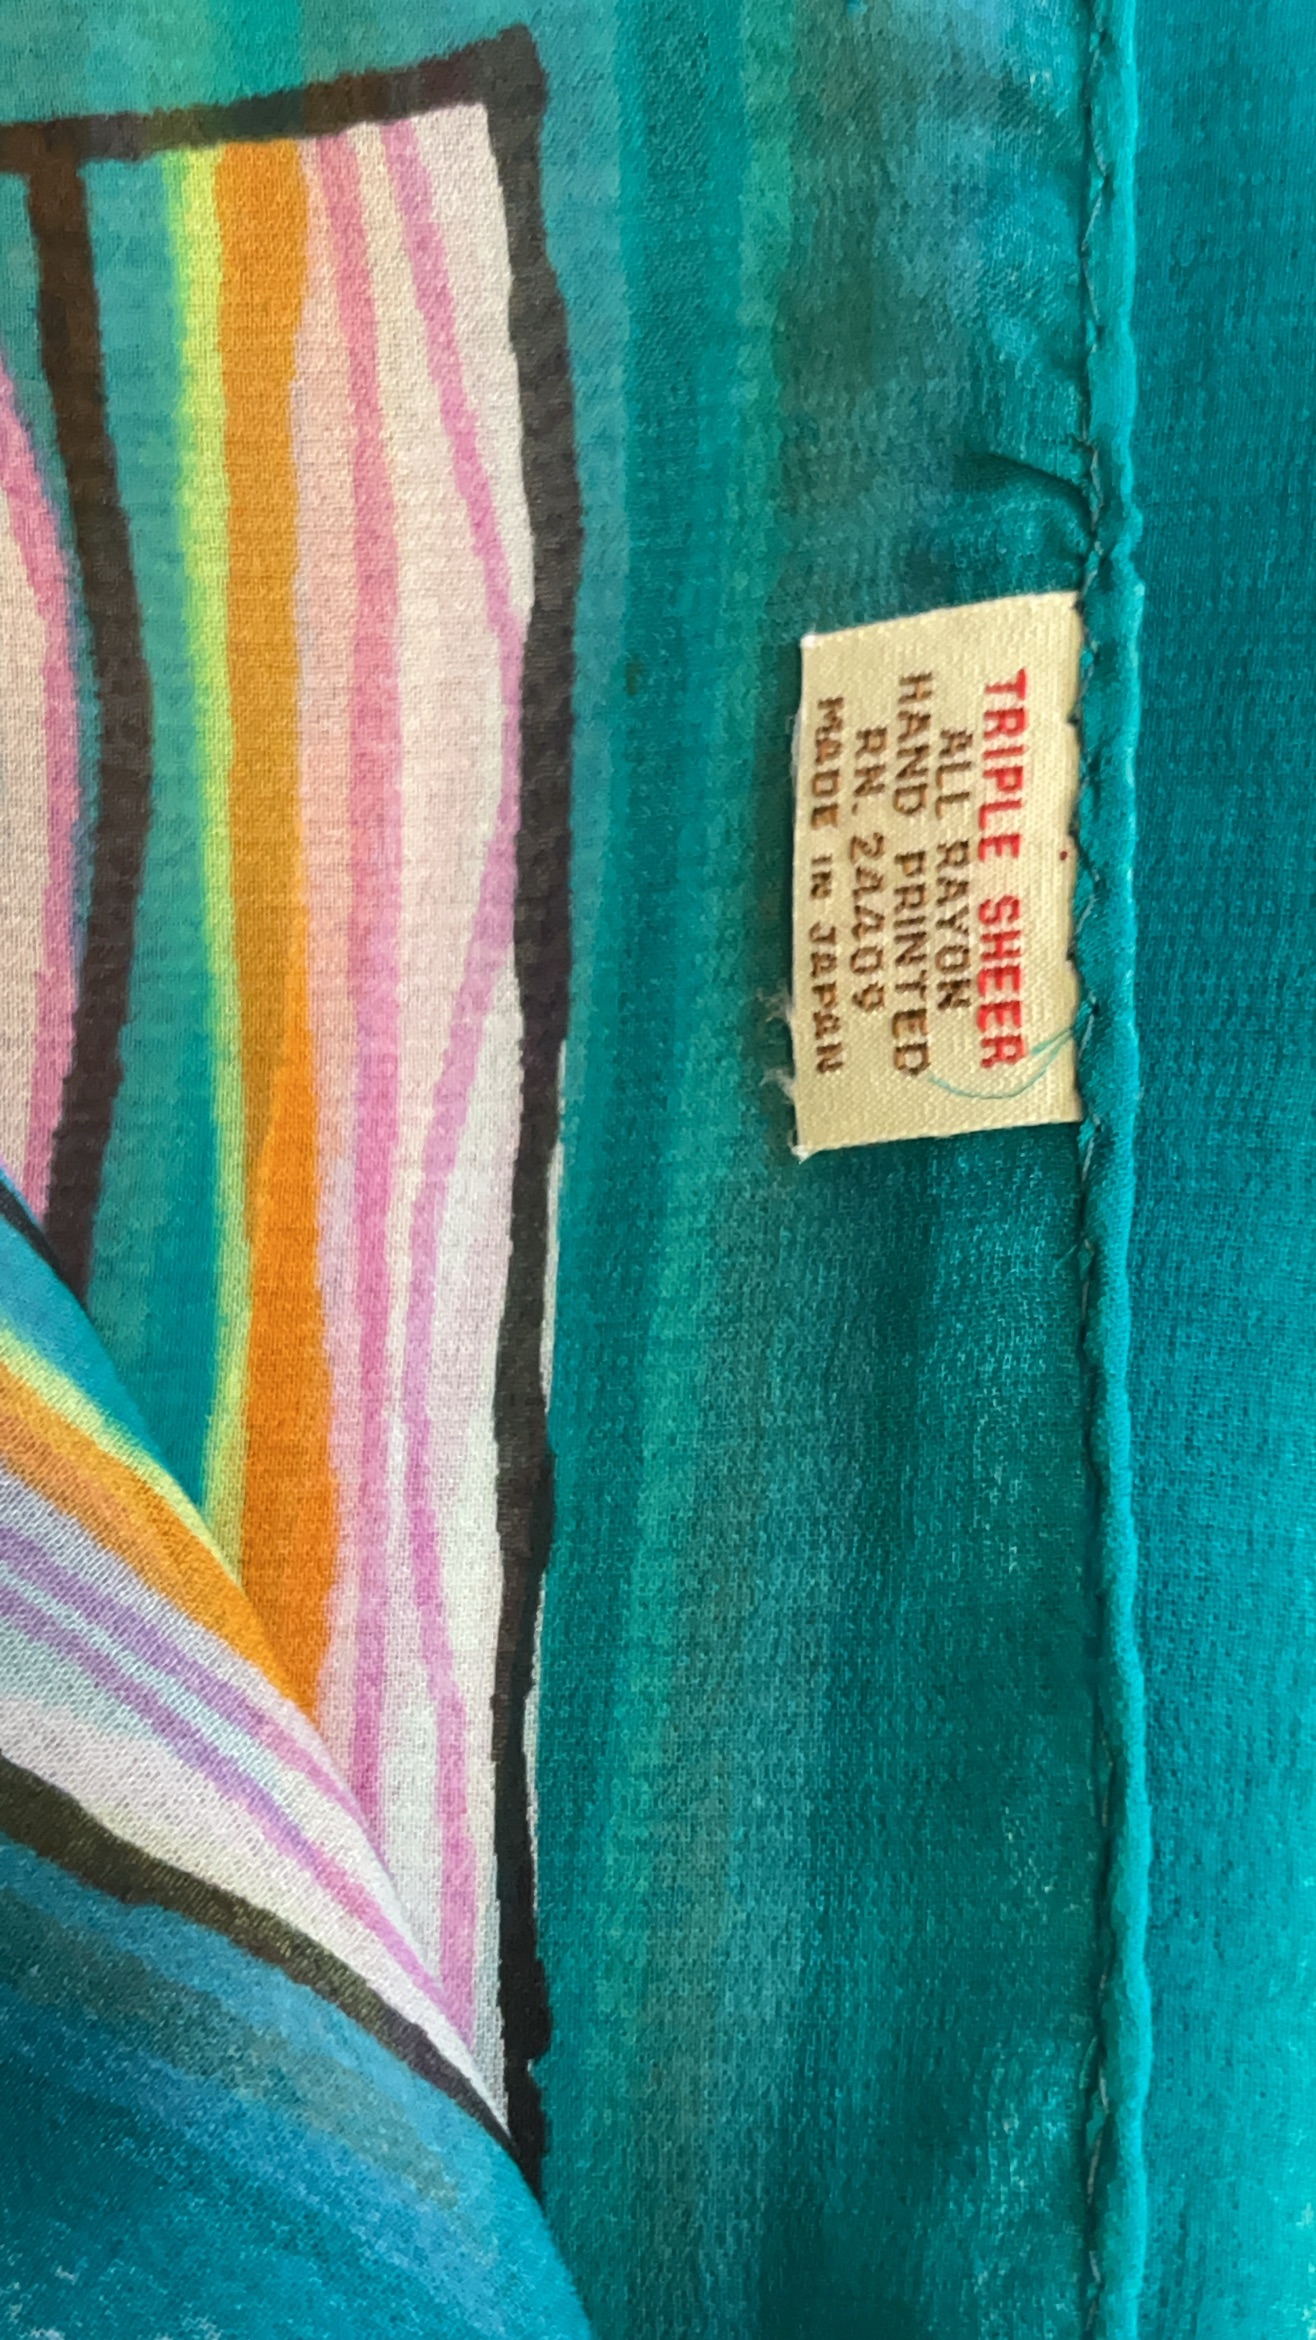 TRIPLE SHEER
ALL RAYON
HAND PRINTED
RN. 24409
MADE IN JAPAN